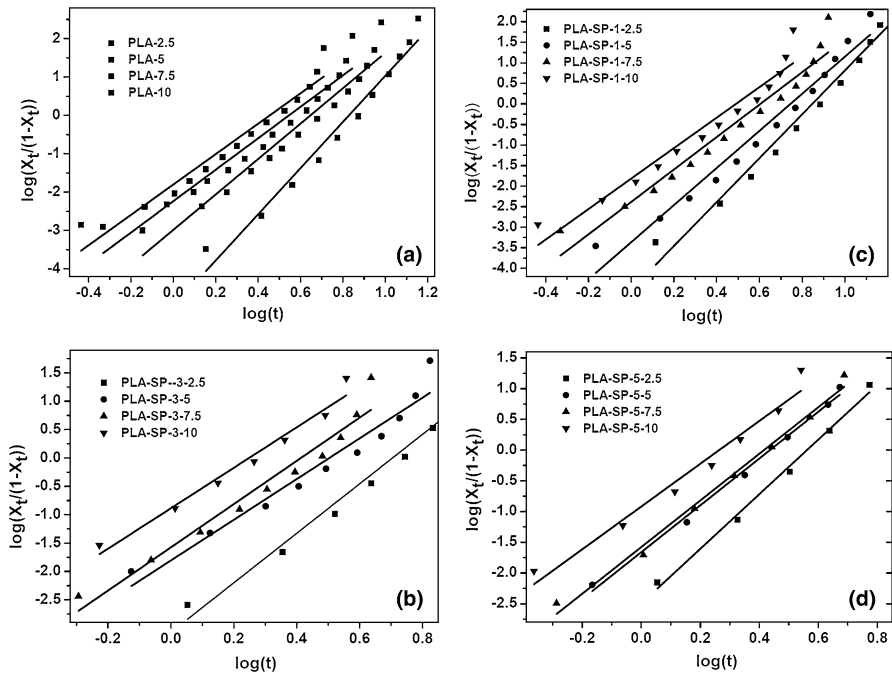 PLA-2.5
PLA-5
PLA-7.5
PLA-10
(a)
log(X_t/(1-X_t))
2
1
0
-1
-2
-3
-4
-0.4 -0.2 0.0 0.2 0.4 0.6 0.8 1.0 1.2
log(t)
PLA-SP-1-2.5
PLA-SP-1-5
PLA-SP-1-7.5
PLA-SP-1-10
(c)
log(X_t/(1-X_t))
2.0
1.5
1.0
0.5
0.0
-0.5
-1.0
-1.5
-2.0
-2.5
-3.0
-3.5
-4.0
-0.4 -0.2 0.0 0.2 0.4 0.6 0.8 1.0
log(t)
PLA-SP--3-2.5
PLA-SP-3-5
PLA-SP-3-7.5
PLA-SP-3-10
(b)
log(X_t/(1-X_t))
1.5
1.0
0.5
0.0
-0.5
-1.0
-1.5
-2.0
-2.5
-0.2 0.0 0.2 0.4 0.6 0.8
log(t)
PLA-SP-5-2.5
PLA-SP-5-5
PLA-SP-5-7.5
PLA-SP-5-10
(d)
log(X_t/(1-X_t))
1.5
1.0
0.5
0.0
-0.5
-1.0
-1.5
-2.0
-2.5
-0.2 0.0 0.2 0.4 0.6 0.8
log(t)